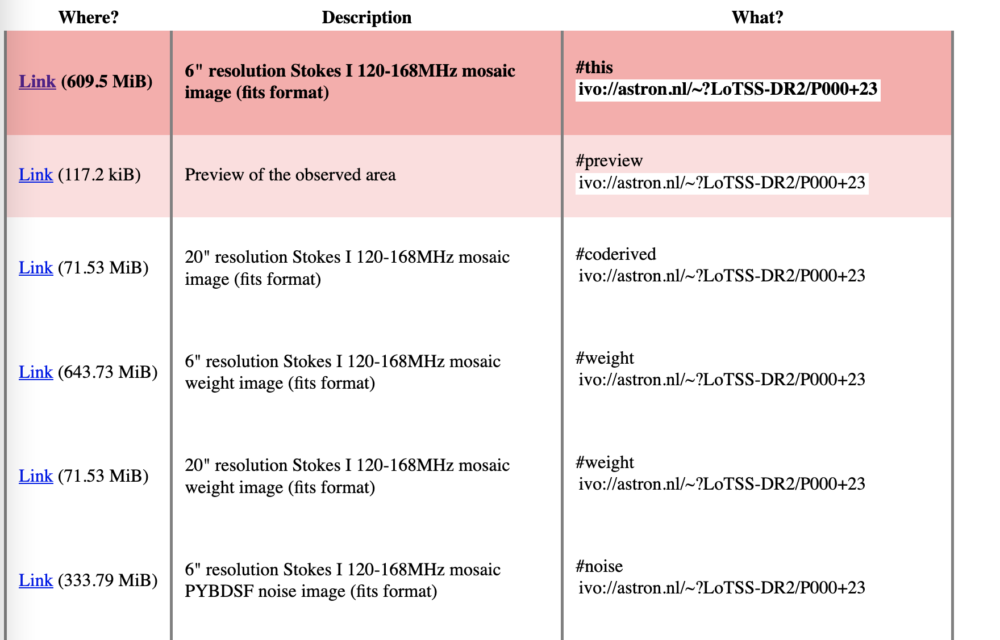 Where? Description What?
Link (609.5 MiB)
6" resolution Stokes I 120-168MHz mosaic
image (fits format)
#this
ivo://astron.nl/~?LoTSS-DR2/P000+23
Link (117.2 kiB)
Preview of the observed area
#preview
ivo://astron.nl/~?LoTSS-DR2/P000+23
Link (71.53 MiB)
20" resolution Stokes I 120-168MHz mosaic
image (fits format)
#coderived
ivo://astron.nl/~?LoTSS-DR2/P000+23
Link (643.73 MiB)
6" resolution Stokes I 120-168MHz mosaic
weight image (fits format)
#weight
ivo://astron.nl/~?LoTSS-DR2/P000+23
Link (71.53 MiB)
20" resolution Stokes I 120-168MHz mosaic
weight image (fits format)
#weight
ivo://astron.nl/~?LoTSS-DR2/P000+23
Link (333.79 MiB)
6" resolution Stokes I 120-168MHz mosaic
PYBDSF noise image (fits format)
#noise
ivo://astron.nl/~?LoTSS-DR2/P000+23